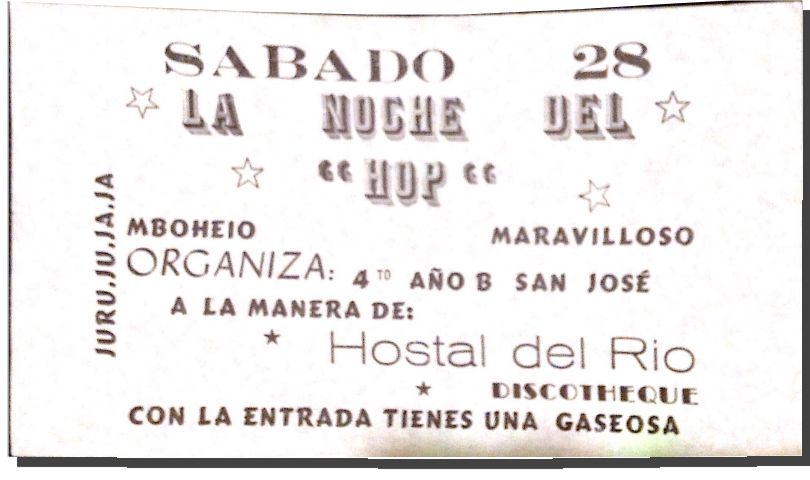 SABADO 28
LA NOCHE DEL
“ HOP “
MBOHEIO MARAVILLOSO
ORGANIZA: 4TO AÑO B SAN JOSÉ
A LA MANERA DE:
Hostal del Rio
DISCOTHEQUE
CON LA ENTRADA TIENES UNA GASEOSA
JURU,JU,JA,JA